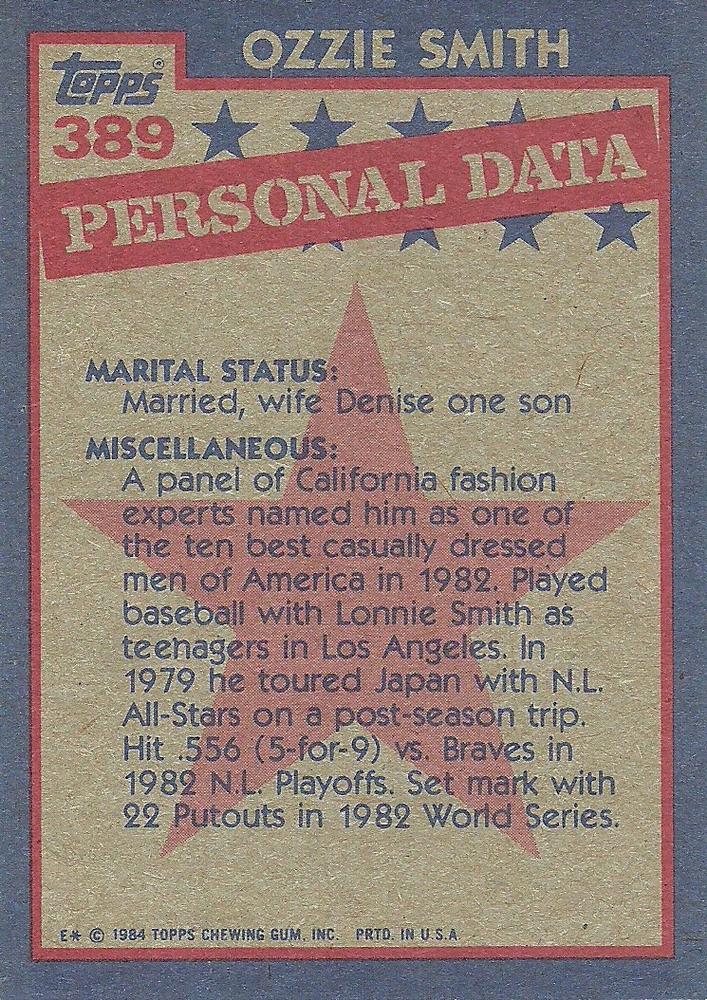 OZZIE SMITH
topps®
389
PERSONAL DATA
MARITAL STATUS:
Married, wife Denise one son
MISCELLANEOUS:
A panel of California fashion
experts named him as one of
the ten best casually dressed
men of America in 1982. Played
baseball with Lonnie Smith as
teenagers in Los Angeles. In
1979 he toured Japan with N.L.
All-Stars on a post-season trip.
Hit .556 (5-for-9) vs. Braves in
1982 N.L. Playoffs. Set mark with
22 Putouts in 1982 World Series.
E* © 1984 TOPPS CHEWING GUM, INC. PRTD. IN U.S.A.